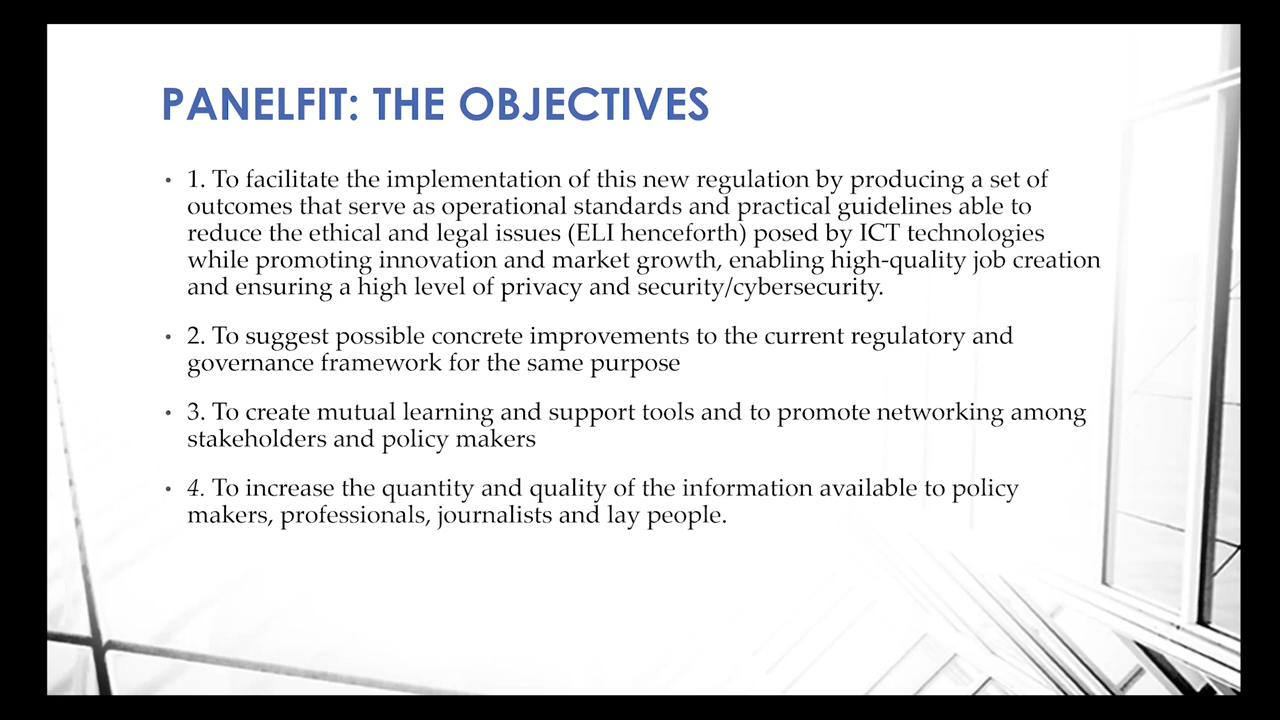 PANELFIT: THE OBJECTIVES
• 1. To facilitate the implementation of this new regulation by producing a set of
outcomes that serve as operational standards and practical guidelines able to
reduce the ethical and legal issues (ELI henceforth) posed by ICT technologies
while promoting innovation and market growth, enabling high-quality job creation
and ensuring a high level of privacy and security/cybersecurity.
• 2. To suggest possible concrete improvements to the current regulatory and
governance framework for the same purpose
• 3. To create mutual learning and support tools and to promote networking among
stakeholders and policy makers
• 4. To increase the quantity and quality of the information available to policy
makers, professionals, journalists and lay people.